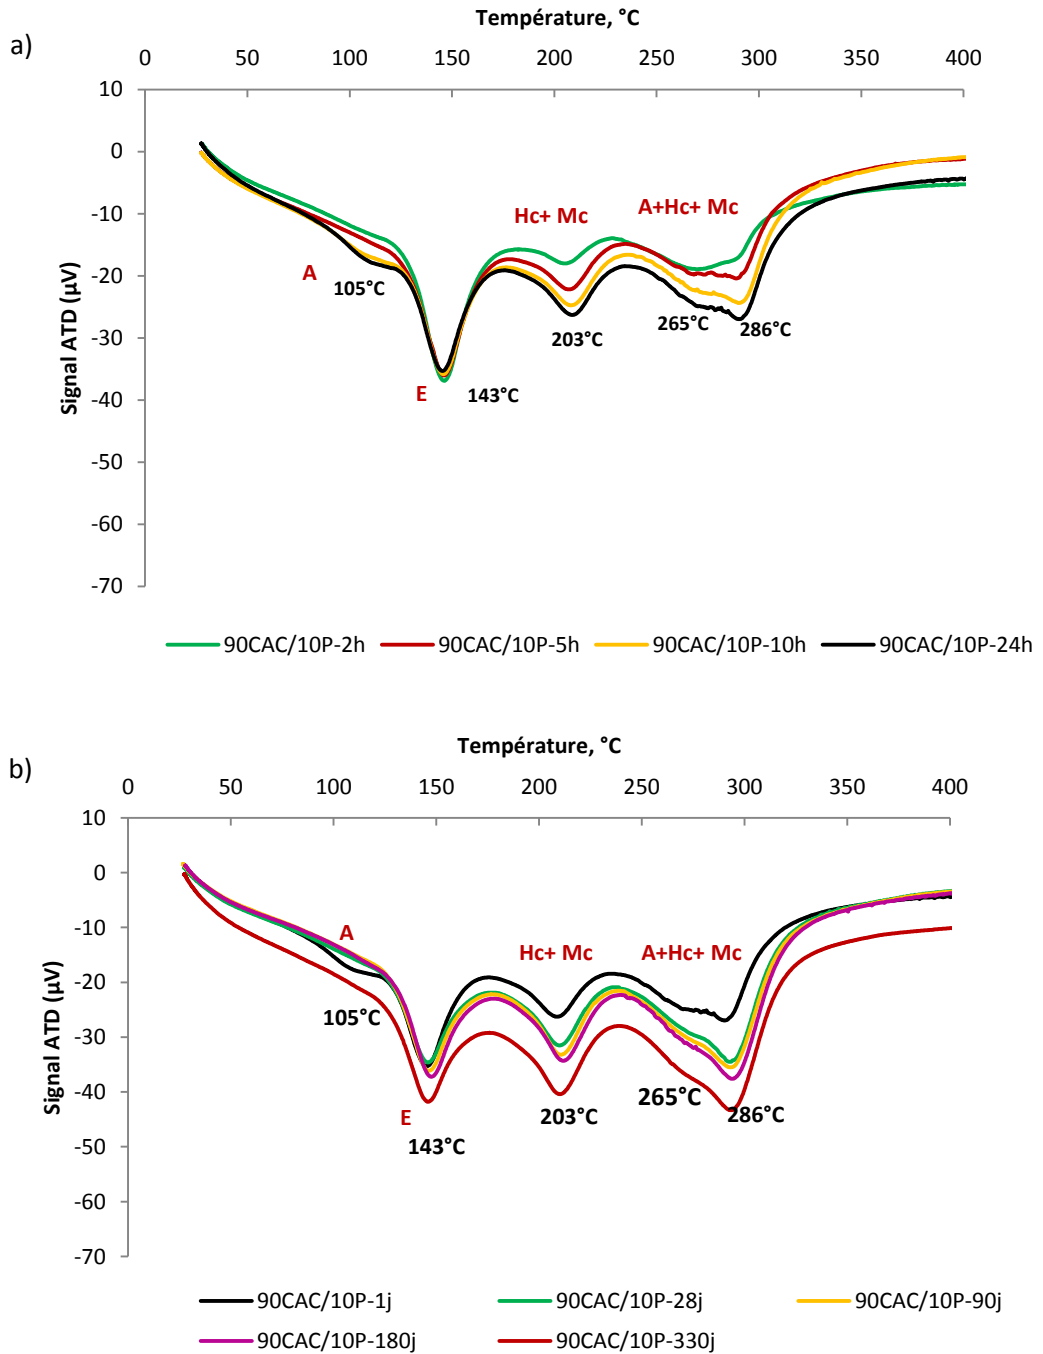 Température, °C
a)
0 50 100 150 200 250 300 350 400
10
0
-10
-20
-30
-40
-50
-60
-70
Signal ATD (µV)
Hc+ Mc
A+Hc+ Mc
A
105°C
203°C
265°C
286°C
E
143°C
90CAC/10P-2h 90CAC/10P-5h 90CAC/10P-10h 90CAC/10P-24h
Température, °C
b)
0 50 100 150 200 250 300 350 400
10
0
-10
-20
-30
-40
-50
-60
-70
Signal ATD (µV)
A
Hc+ Mc
A+Hc+ Mc
105°C
265°C
E
203°C
286°C
143°C
90CAC/10P-1j 90CAC/10P-28j 90CAC/10P-90j
90CAC/10P-180j 90CAC/10P-330j